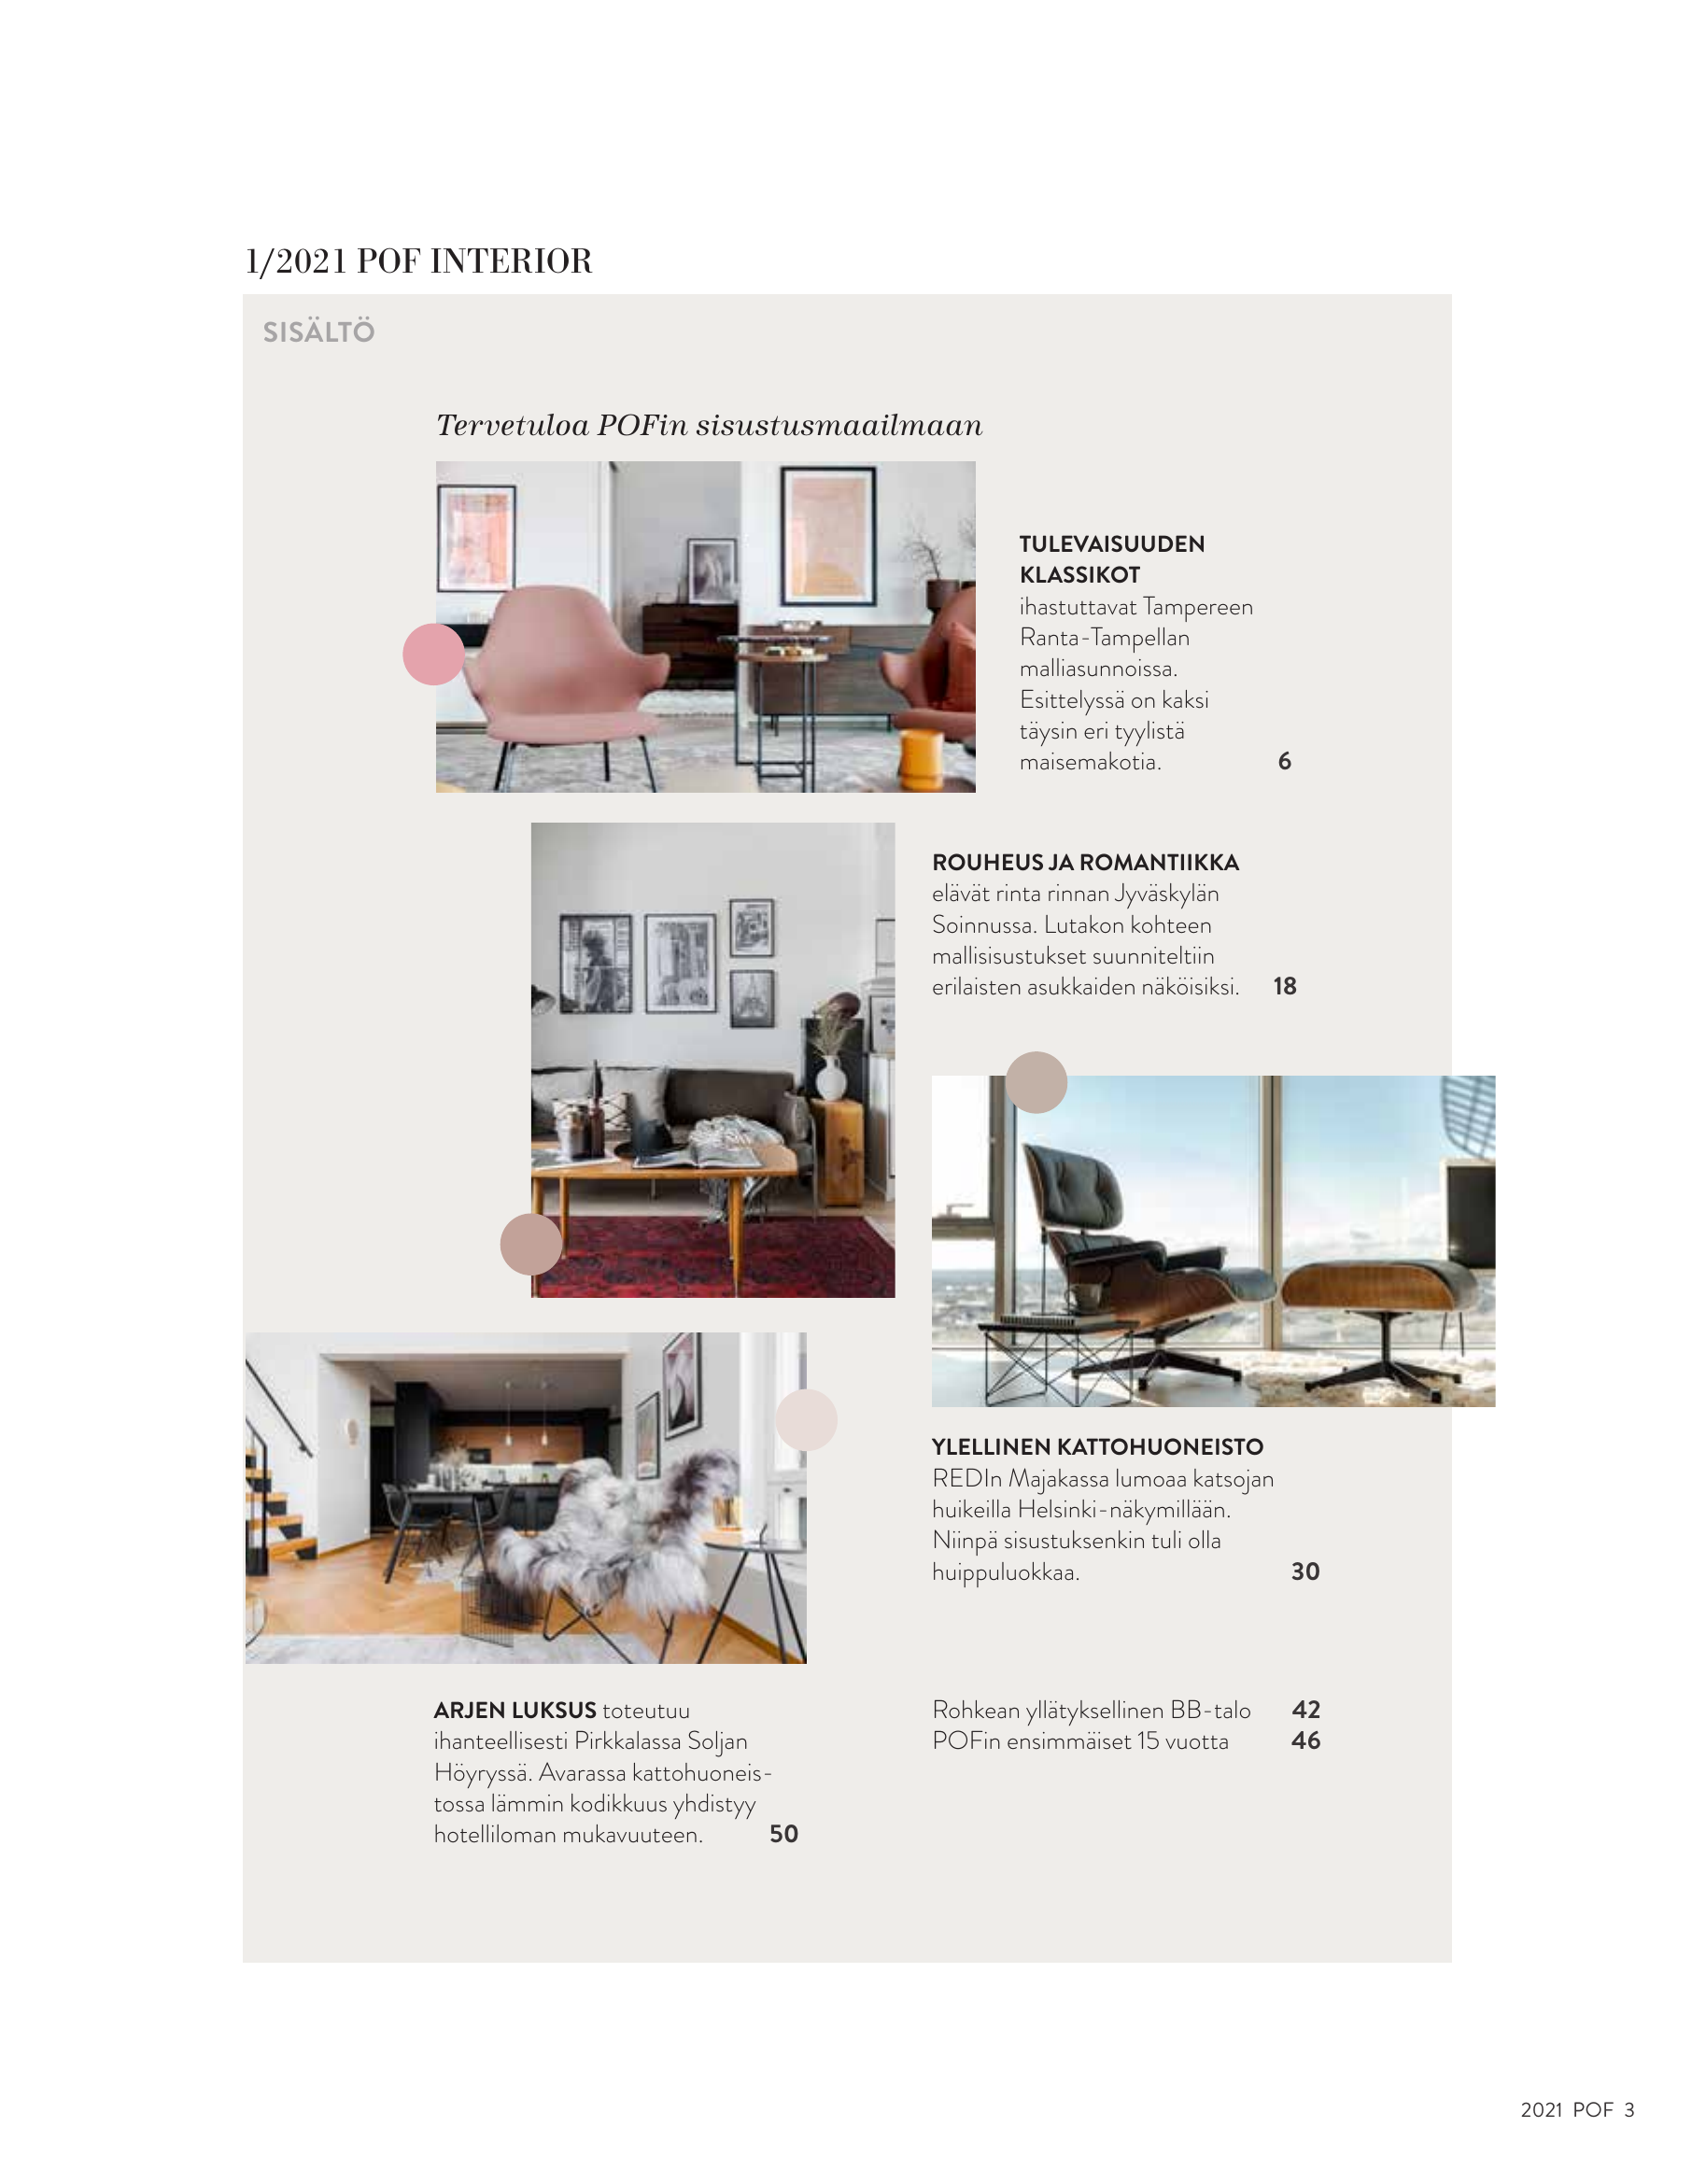 1/2021 POF INTERIOR
SISÄLTÖ
Tervetuloa POFin sisustusmaailmaan
TULEVAISUUDEN
KLASSIKOT
ihastuttavat Tampereen
Ranta-Tampellan
malliasunnoissa.
Esittelyssä on kaksi
täysin eri tyylistä
maisemakotia. 6
ROUHEUS JA ROMANTIIKKA
elävät rinta rinnan Jyväskylän
Soinnussa. Lutakon kohteen
mallisisustukset suunniteltiin
erilaisten asukkaiden näköisiksi. 18
YLELLINEN KATTOHUONEISTO
REDIn Majakassa lumoaa katsojan
huikeilla Helsinki-näkymillään.
Niinpä sisustuksenkin tuli olla
huippuluokkaa. 30
ARJEN LUKSUS toteutuu
ihanteellisesti Pirkkalassa Soljan
Höyryssä. Avarassa kattohuoneis-
tossa lämmin kodikkuus yhdistyy
hotelliloman mukavuuteen. 50
Rohkean yllätyksellinen BB-talo 42
POFin ensimmäiset 15 vuotta 46
2021 POF 3